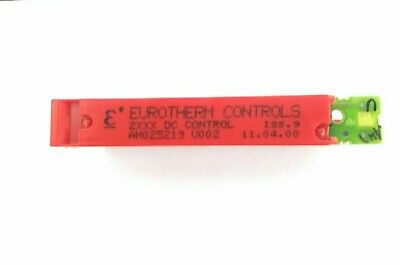 EUROTHERM CONTROLS
2XXX DC CONTROL ISS.9
AH025219 U002 11.04.00